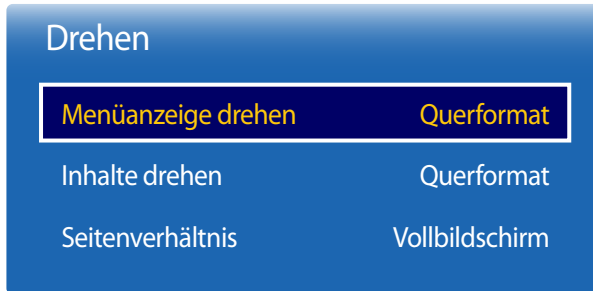 Drehen
Menüanzeige drehen Querformat
Inhalte drehen Querformat
Seitenverhältnis Vollbildschirm